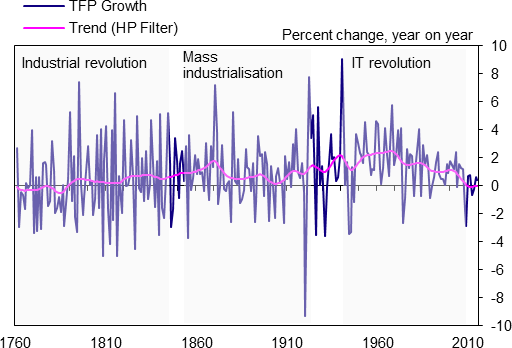 TFP Growth
Trend (HP Filter)
Percent change, year on year
Industrial revolution
Mass
industrialisation
IT revolution
10
8
6
4
2
0
-2
-4
-6
-8
-10
1760 1810 1860 1910 1960 2010